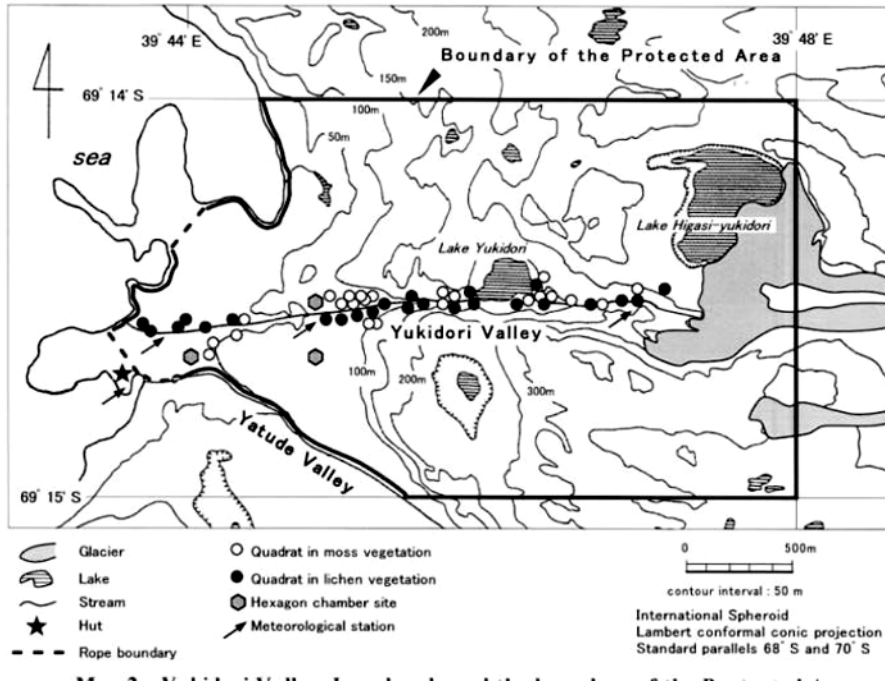 39° 44' E
39° 48' E
200m
Boundary of the Protected Area
150m
69° 14' S
100m
50m
sea
Lake Higasi-yukidori
Lake Yukidori
Yukidori Valley
100m
200m
300m
Yatude Valley
69° 15' S
Glacier
Lake
Stream
Hut
Rope boundary
Quadrat in moss vegetation
Quadrat in lichen vegetation
Hexagon chamber site
Meteorological station
0 500m
contour interval : 50 m
International Spheroid
Lambert conformal conic projection
Standard parallels 68° S and 70° S